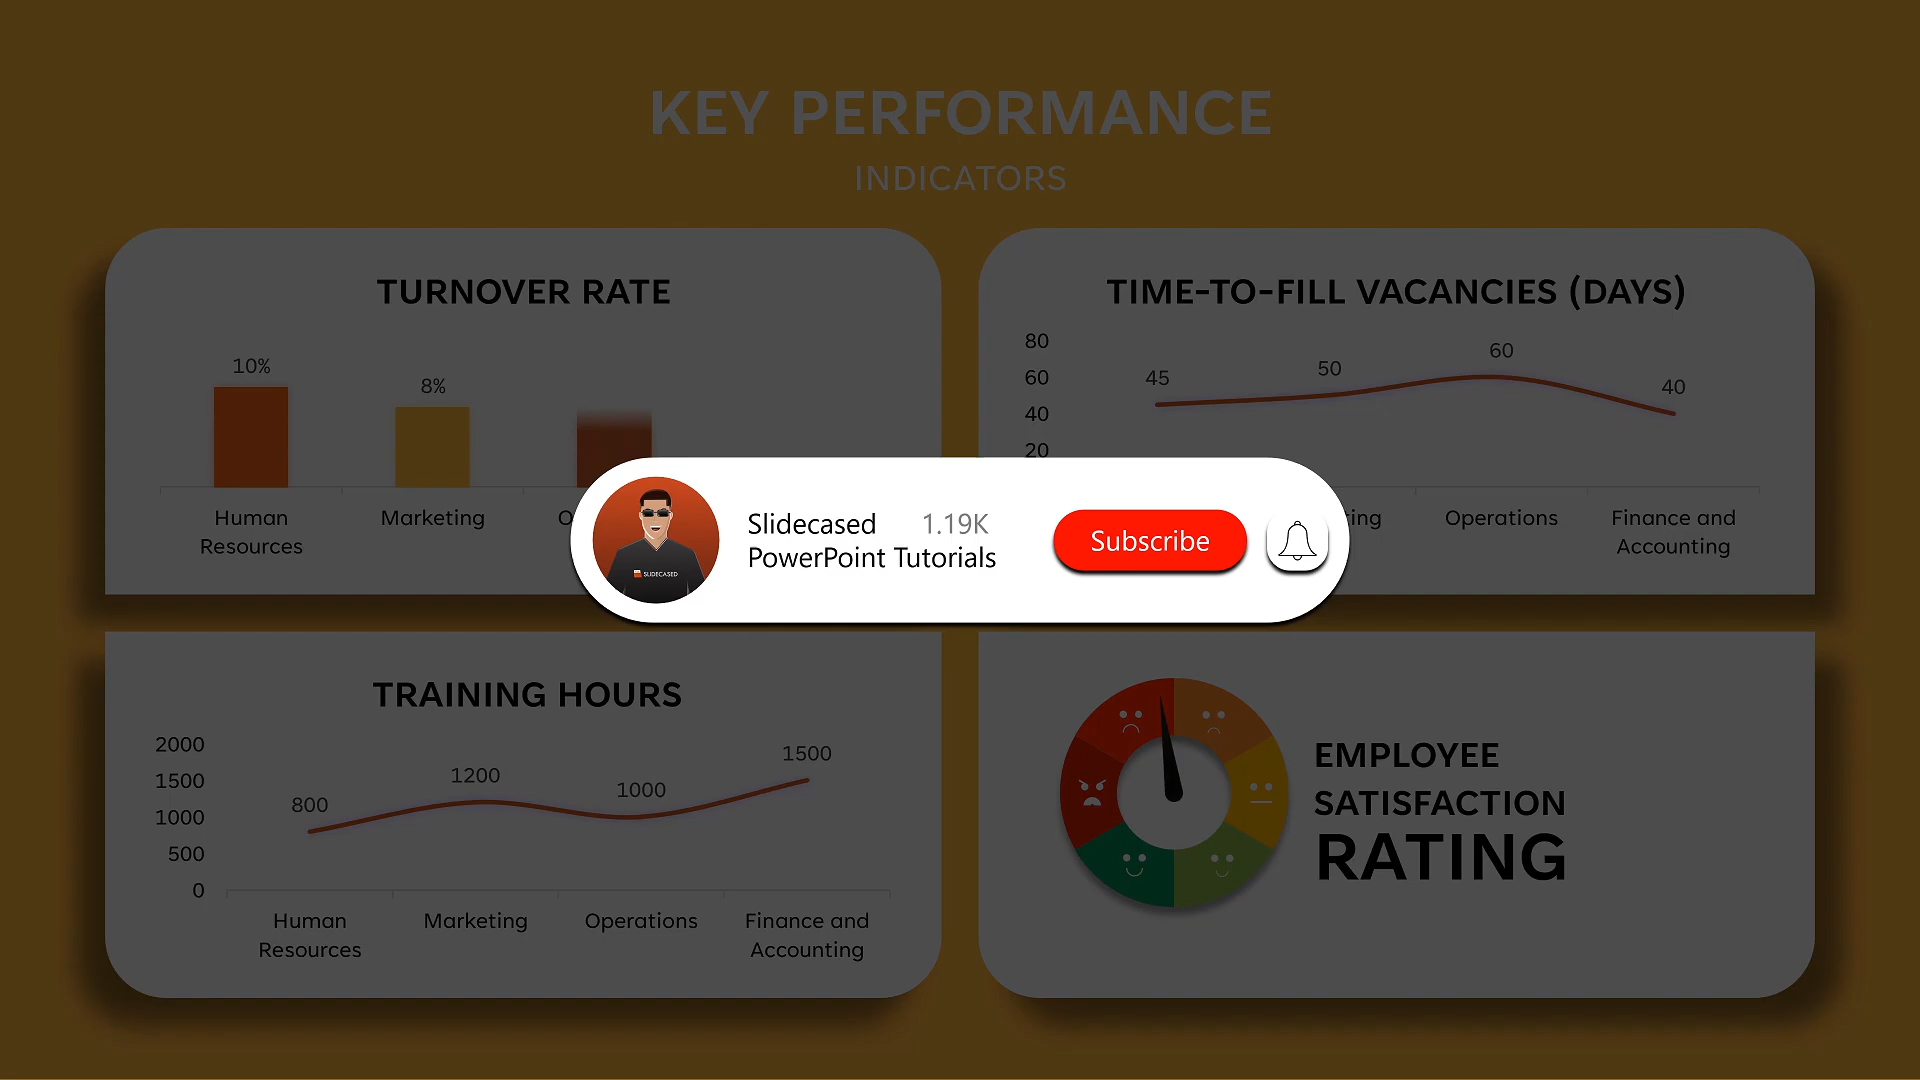 KEY PERFORMANCE
INDICATORS
TURNOVER RATE
10%
8%
Human
Resources
Marketing
TIME-TO-FILL VACANCIES (DAYS)
80
60
40
20
45
50
60
40
Operations
Finance and
Accounting
Slidecased 1.19K
PowerPoint Tutorials
SLIDECASED
Subscribe
TRAINING HOURS
2000
1500
1000
500
0
800
1200
1000
1500
Human
Resources
Marketing
Operations
Finance and
Accounting
EMPLOYEE
SATISFACTION
RATING